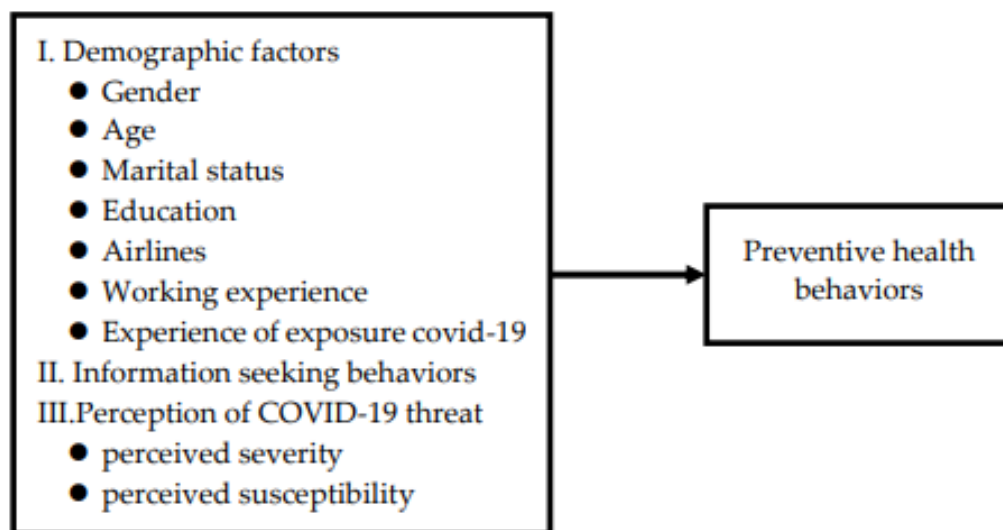 I. Demographic factors
● Gender
● Age
● Marital status
● Education
● Airlines
● Working experience
● Experience of exposure covid-19
II. Information seeking behaviors
III.Perception of COVID-19 threat
● perceived severity
● perceived susceptibility
Preventive health
behaviors